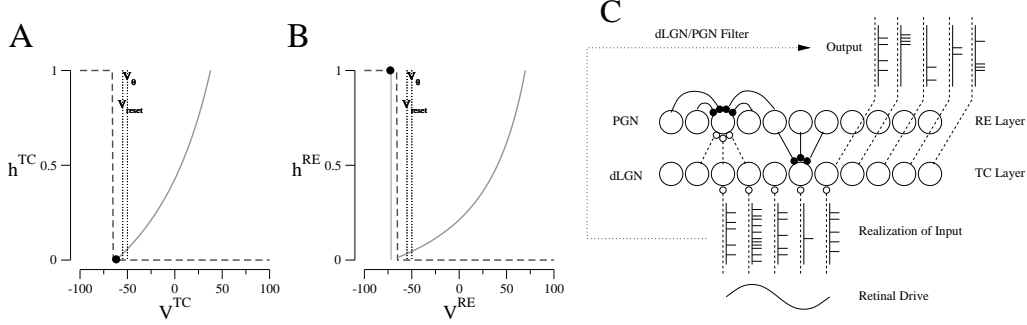 A
1
0.5
0
h^TC
V_θ
V_reset
-100 -50 0 50 100
V^TC
B
1
0.5
0
h^RE
V_θ
V_reset
-100 -50 0 50 100
V^RE
C
dLGN/PGN Filter
Output
PGN
RE Layer
dLGN
TC Layer
Realization of Input
Retinal Drive